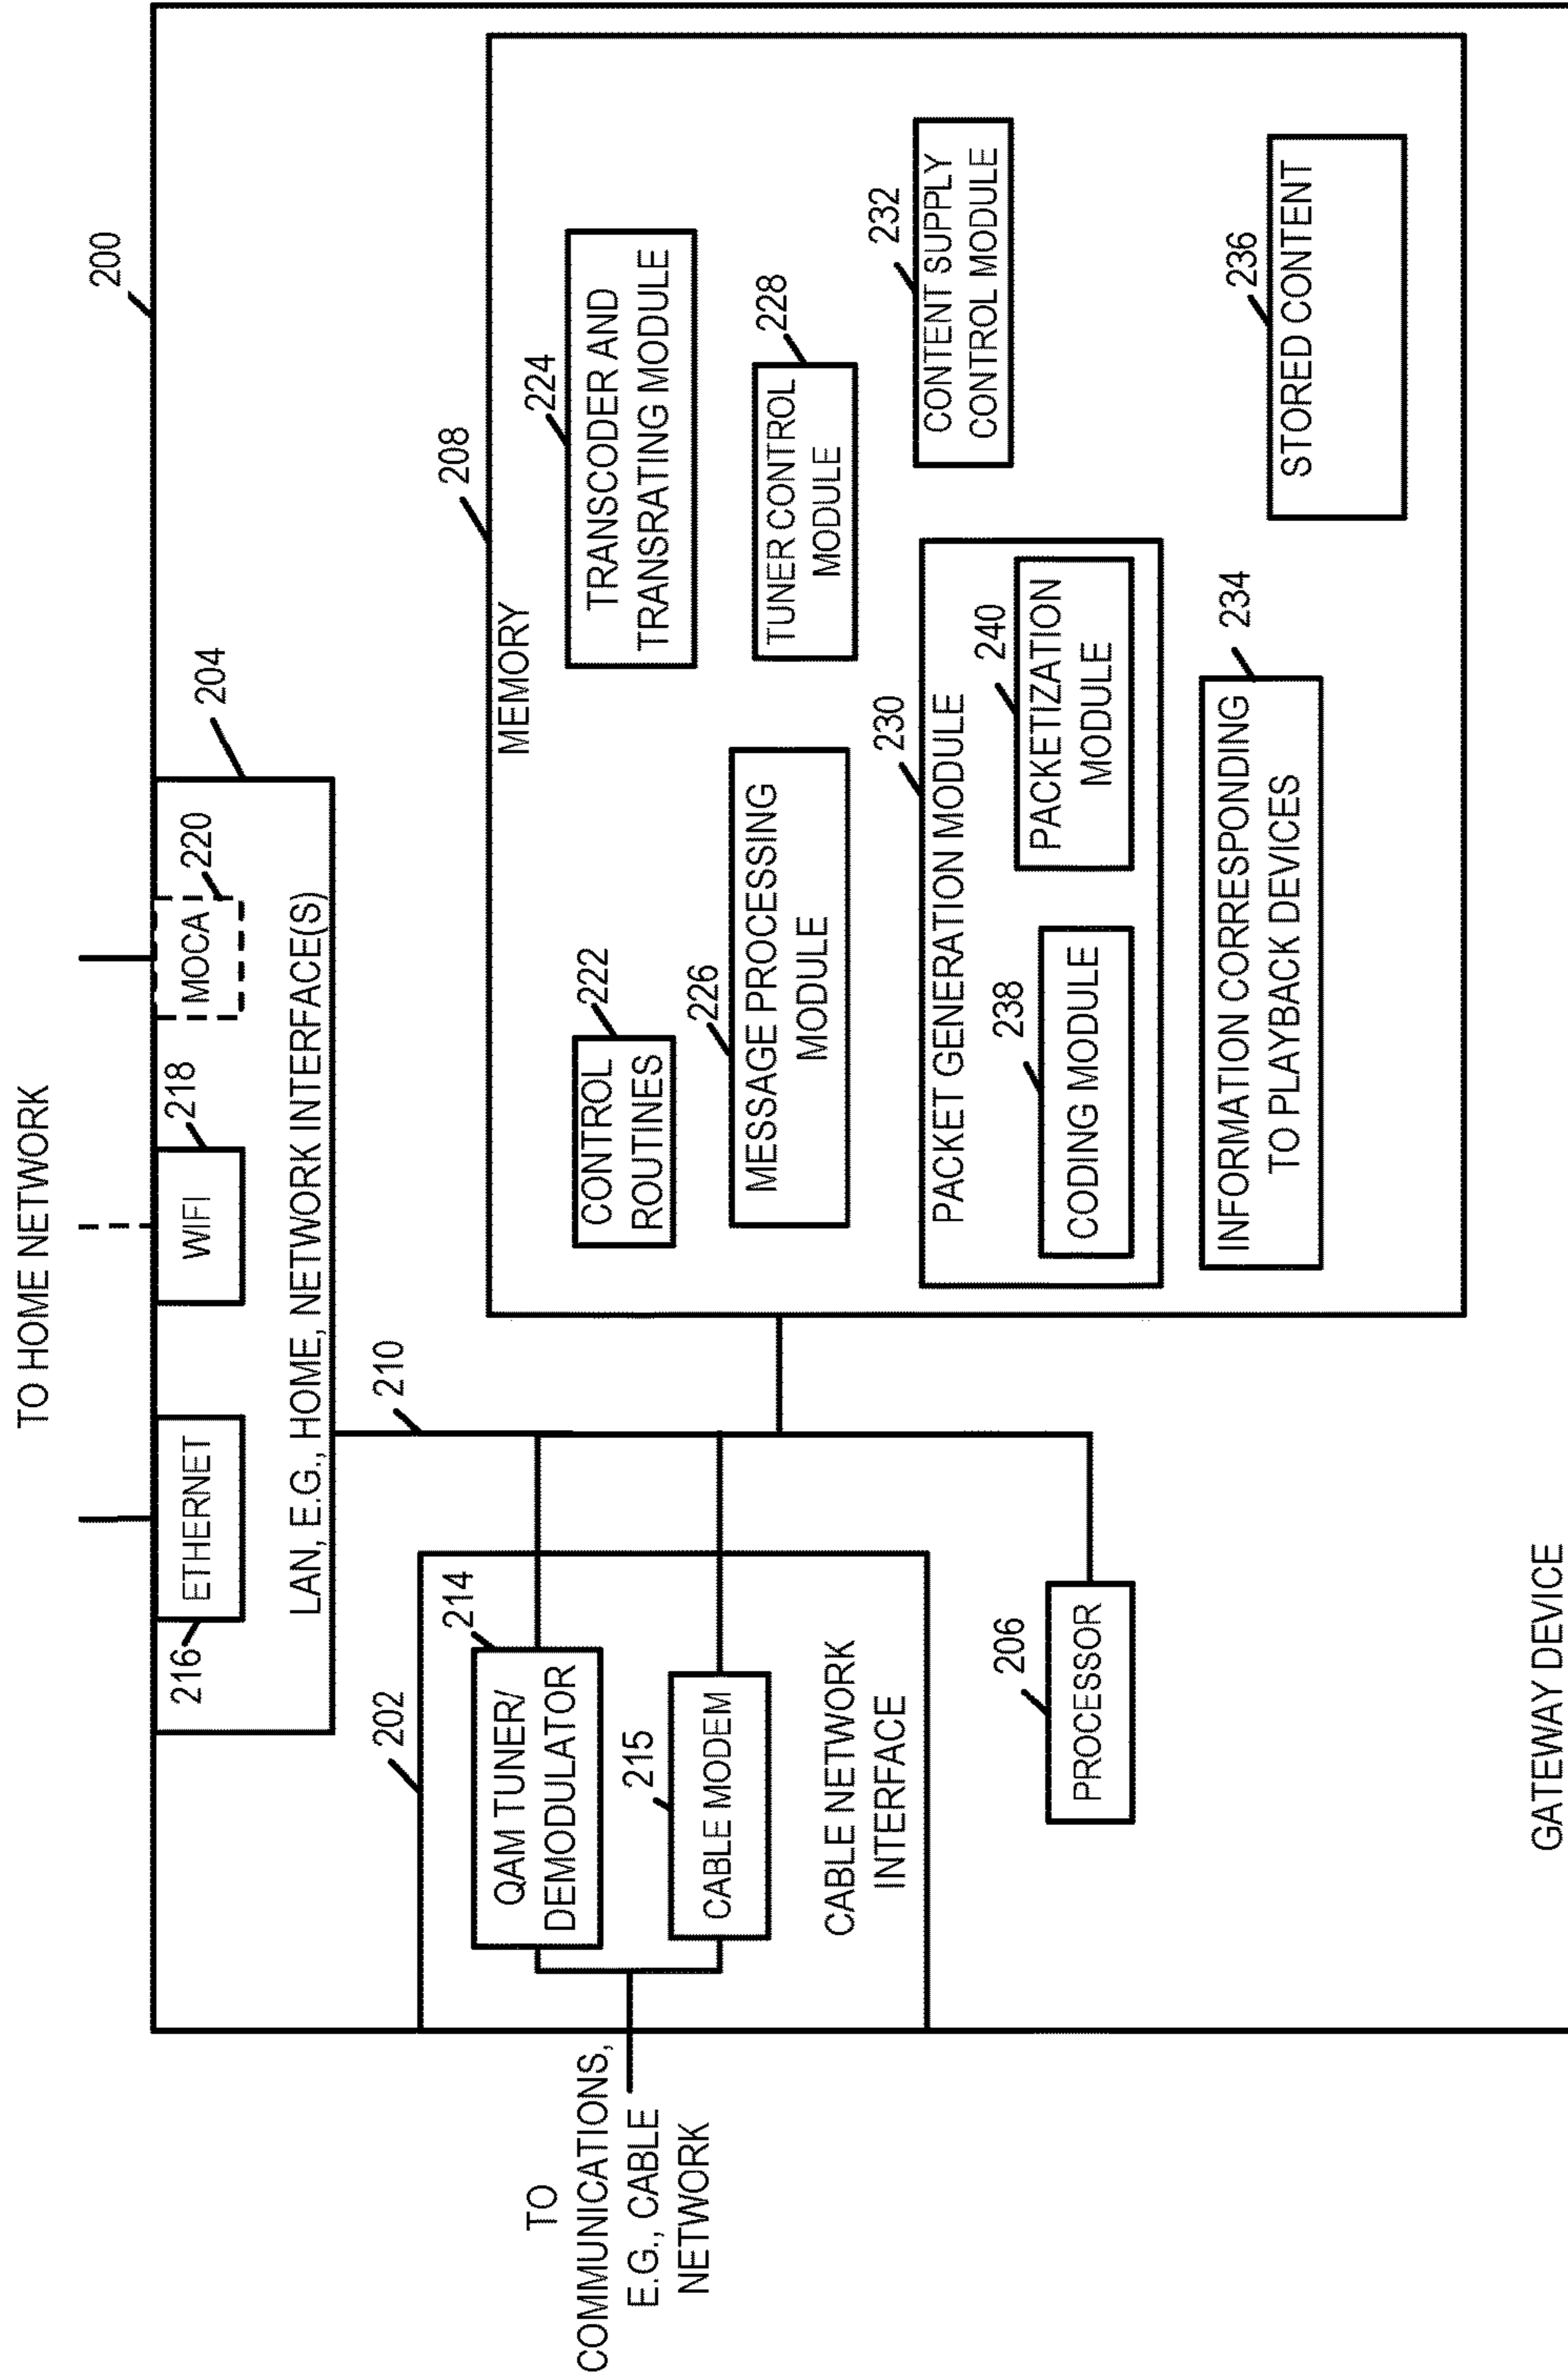 TO HOME NETWORK
200
204
216
ETHERNET
218
WIFI
220
MOCA
LAN, E.G., HOME, NETWORK INTERFACE(S)
210
202
214
QAM TUNER/
DEMODULATOR
215
CABLE MODEM
CABLE NETWORK
INTERFACE
TO
COMMUNICATIONS,
E.G., CABLE
NETWORK
206
PROCESSOR
208
MEMORY
222
CONTROL
ROUTINES
224
TRANSCODER AND
TRANSRATING MODULE
226
MESSAGE PROCESSING
MODULE
228
TUNER CONTROL
MODULE
230
PACKET GENERATION MODULE
238
CODING MODULE
240
PACKETIZATION
MODULE
232
CONTENT SUPPLY
CONTROL MODULE
234
INFORMATION CORRESPONDING
TO PLAYBACK DEVICES
236
STORED CONTENT
GATEWAY DEVICE